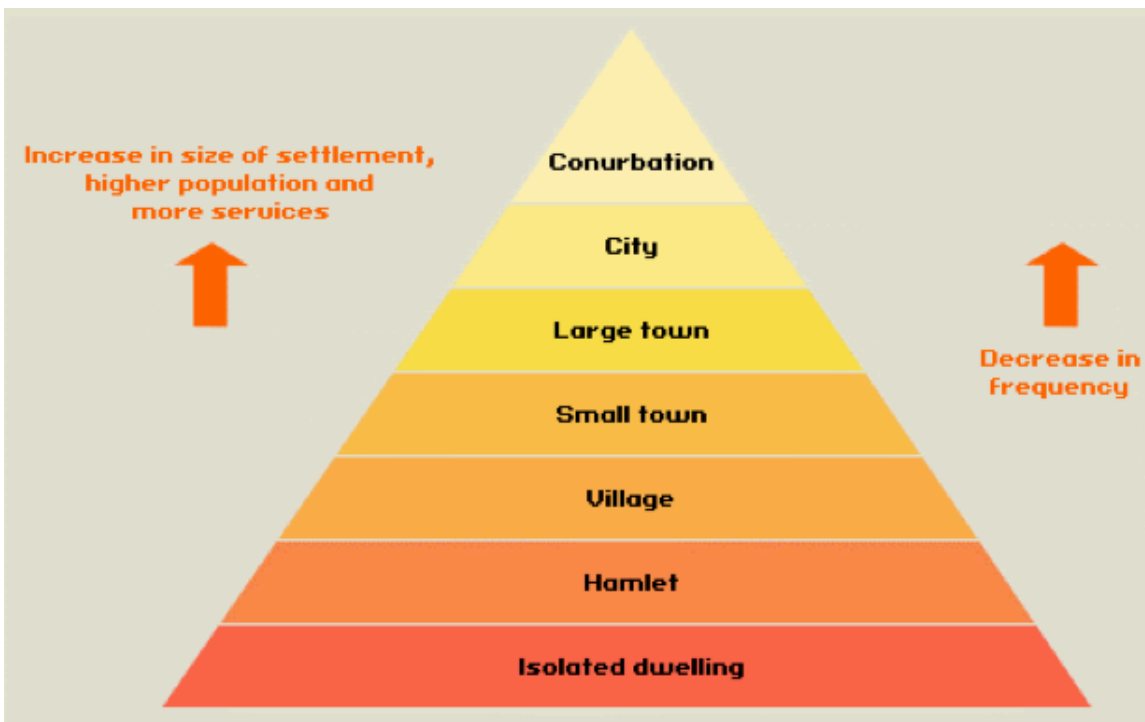 Increase in size of settlement,
higher population and
more services
Conurbation
City
Large town
Decrease in
frequency
Small town
Village
Hamlet
Isolated dwelling